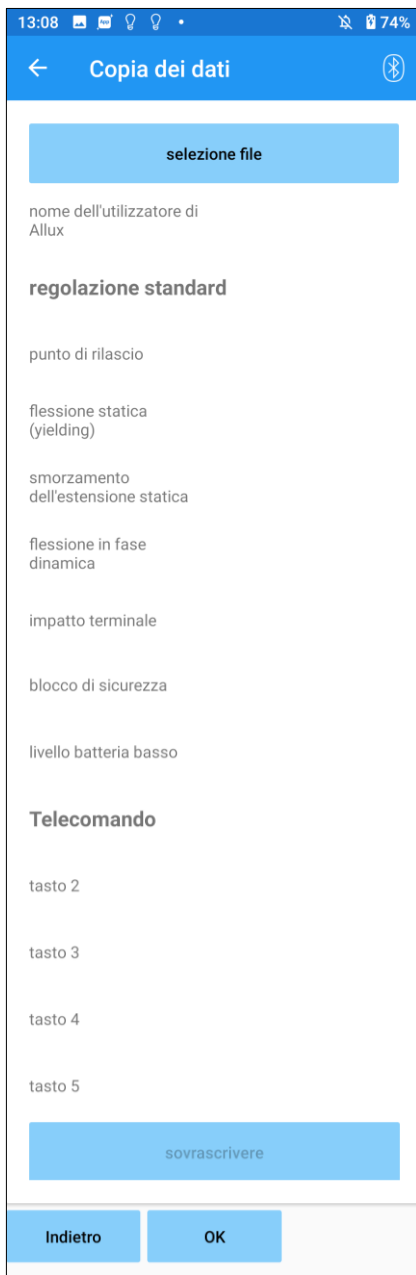 13:08 74%
Copia dei dati
selezione file
nome dell'utilizzatore di
Allux
regolazione standard
punto di rilascio
flessione statica
(yielding)
smorzamento
dell'estensione statica
flessione in fase
dinamica
impatto terminale
blocco di sicurezza
livello batteria basso
Telecomando
tasto 2
tasto 3
tasto 4
tasto 5
sovrascrivere
Indietro OK